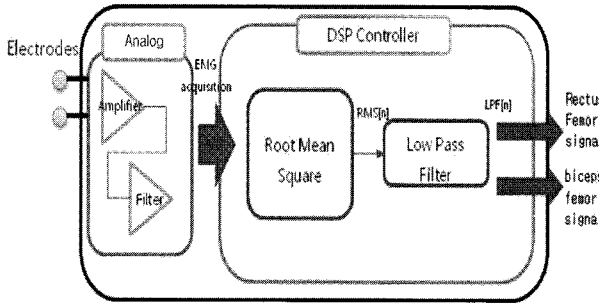 Electrodes
Analog
Amplifier
Filter
EMG
acquisition
DSP Controller
Root Mean
Square
RMS[n]
Low Pass
Filter
LPF[n]
Rectus
Femor
signa
biceps
femor
signa